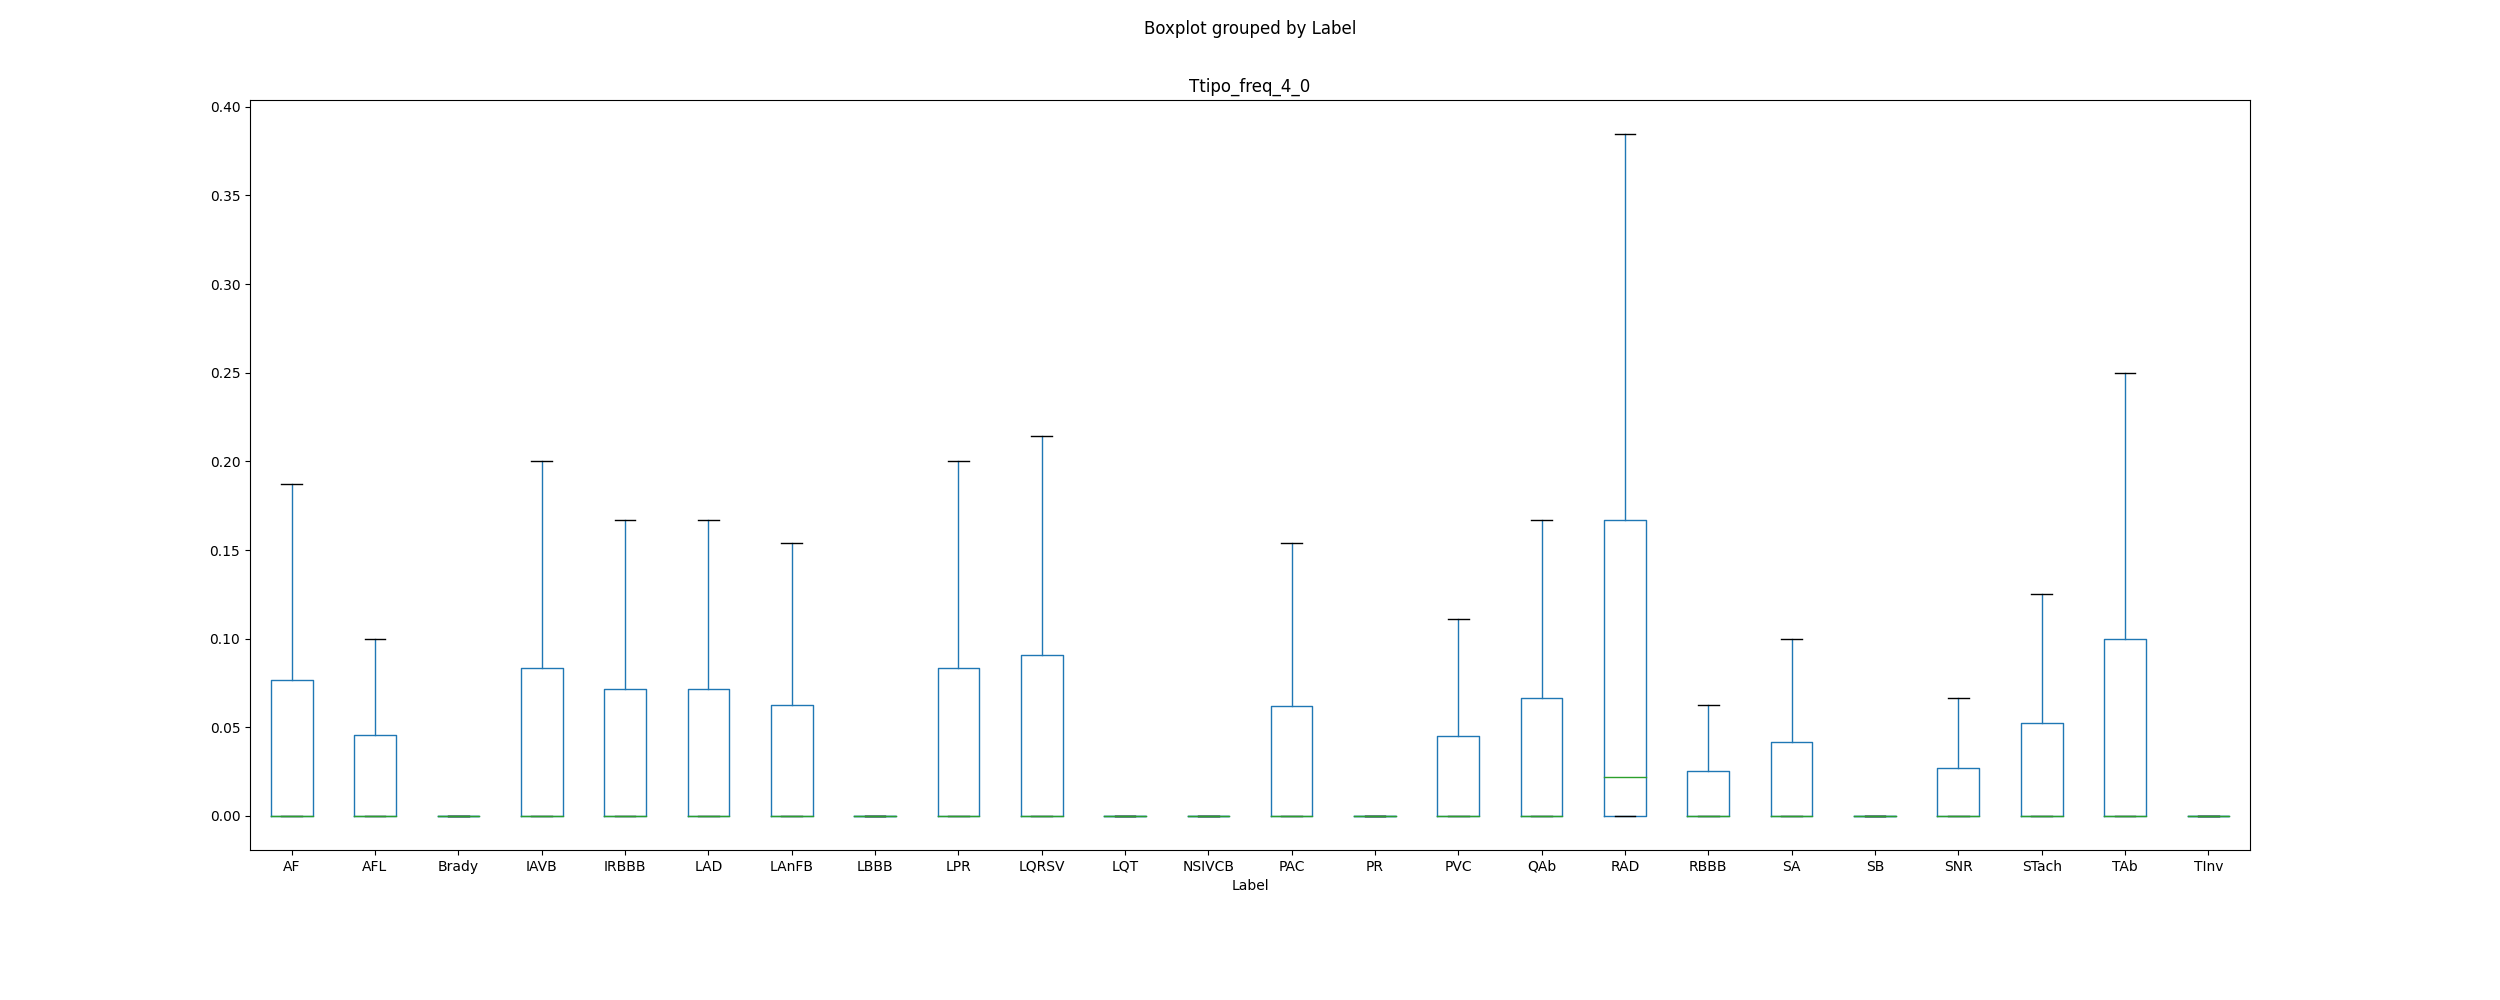 Boxplot grouped by Label
Ttipo_freq_4_0
0.40
0.35
0.30
0.25
0.20
0.15
0.10
0.05
0.00
AF AFL Brady IAVB IRBBB LAD LAnFB LBBB LPR LQRSV LQT NSIVCB PAC PR PVC QAb RAD RBBB SA SB SNR STach TAb TInv
Label